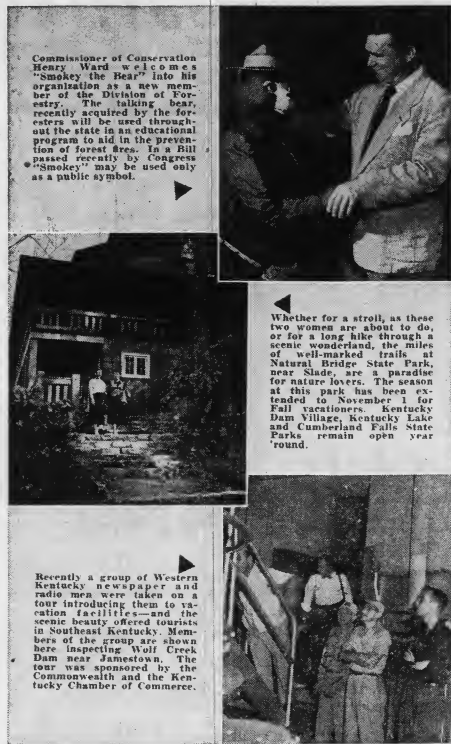 Commissioner of Conservation
Henry Ward welcomes
"Smokey the Bear" into his
organization as a new mem-
ber of the Division of For-
estry. The talking bear,
recently acquired by the for-
esters will be used through-
out the state in an educational
program to aid in the preven-
tion of forest fires. In a Bill
passed recently by Congress
"Smokey" may be used only
as a public symbol.
Whether for a stroll, as these
two women are about to do,
or for a long hike through a
scenic wonderland, the miles
of well-marked trails at
Natural Bridge State Park,
near Slade, are a paradise
for nature lovers. The season
at this park has been ex-
tended to November 1 for
Fall vacationers. Kentucky
Dam Village, Kentucky Lake
and Cumberland Falls State
Parks remain open year
'round.
Recently a group of Western
Kentucky newspaper and
radio men were taken on a
tour introducing them to va-
cation facilities—and the
scenic beauty offered tourists
in Southeast Kentucky. Mem-
bers of the group are shown
here inspecting Wolf Creek
Dam near Jamestown. The
tour was sponsored by the
Commonwealth and the Ken-
tucky Chamber of Commerce.